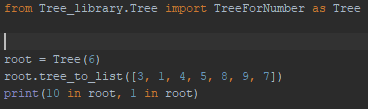 from Tree_library.Tree import TreeForNumber as Tree
root = Tree(6)
root.tree_to_list([3, 1, 4, 5, 8, 9, 7])
print(10 in root, 1 in root)